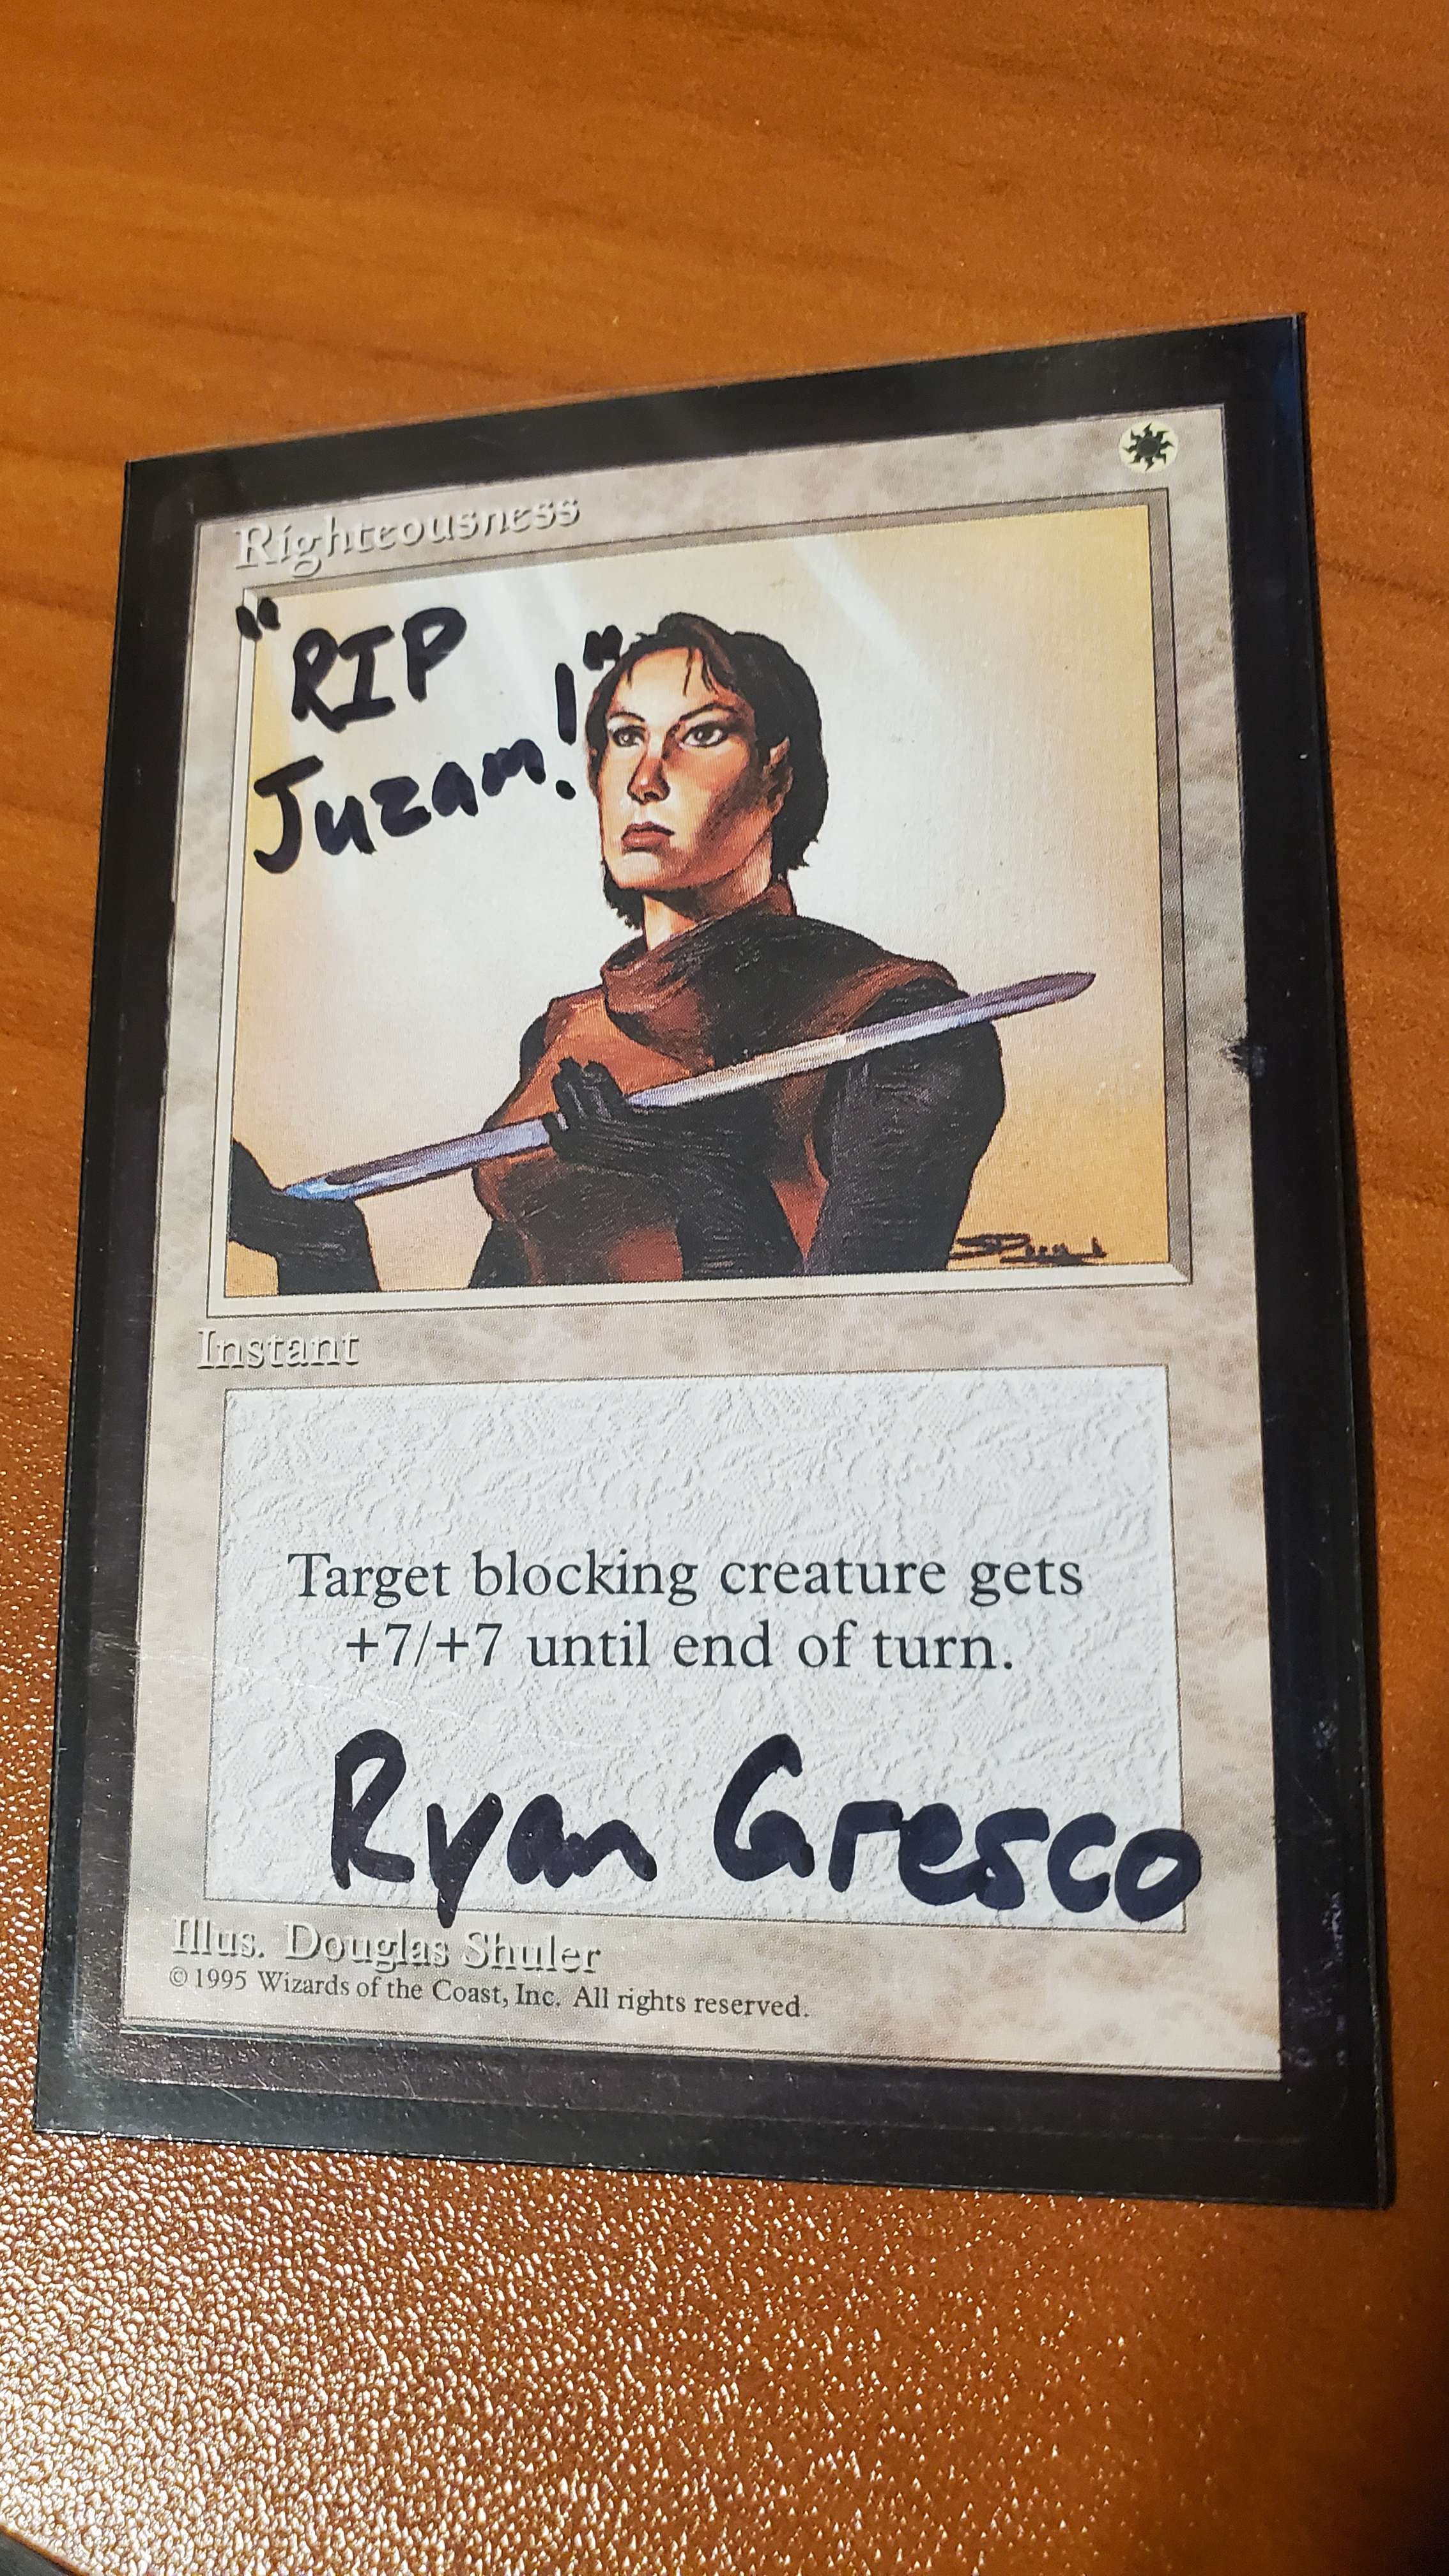 Righteousness
"RIP
Juzam!"
Instant
Target blocking creature gets
+7/+7 until end of turn.
Ryan Gresco
Illus. Douglas Shuler
© 1995 Wizards of the Coast, Inc. All rights reserved.